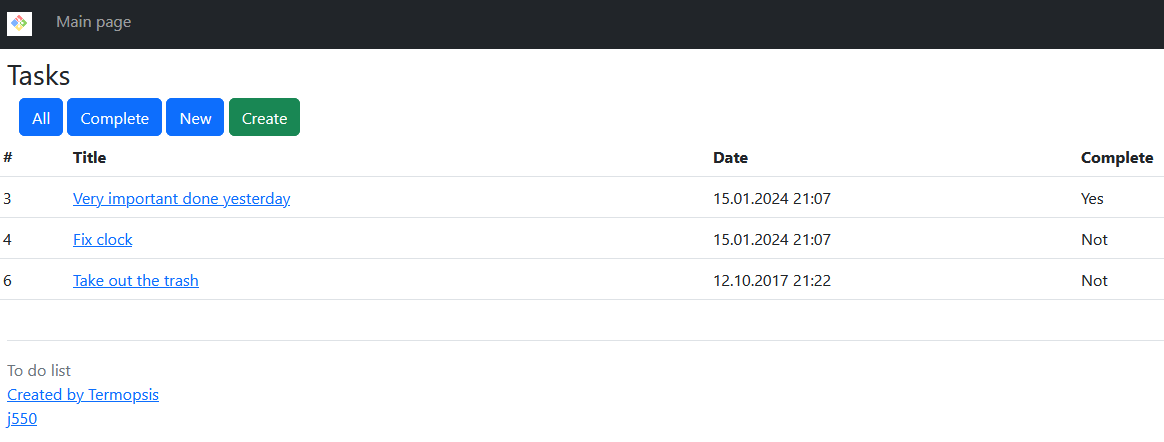 Main page
Tasks
All Complete New Create
# Title Date Complete
3 Very important done yesterday 15.01.2024 21:07 Yes
4 Fix clock 15.01.2024 21:07 Not
6 Take out the trash 12.10.2017 21:22 Not
To do list
Created by Termopsis
j550